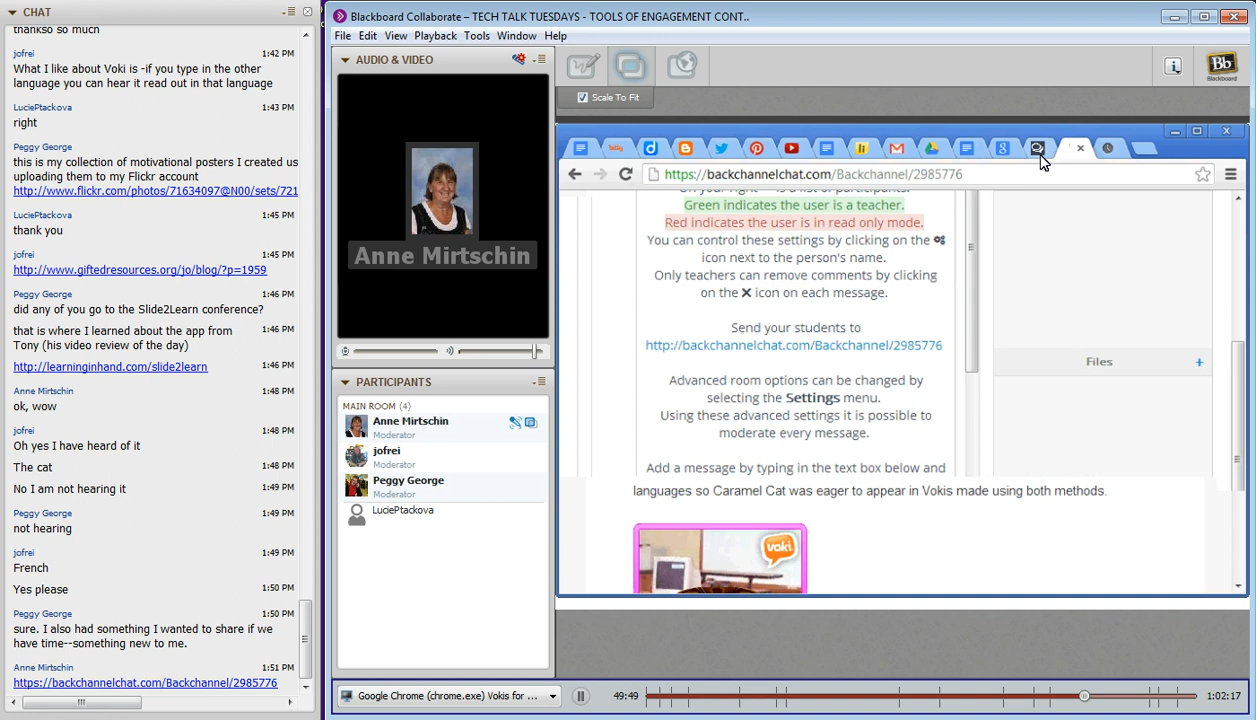 CHAT
thankso so much
jofrei 1:42 PM
What I like about Voki is -if you type in the other
language you can hear it read out in that language
LuciePtackova 1:43 PM
right
Peggy George
this is my collection of motivational posters I created us
uploading them to my Flickr account
http://www.flickr.com/photos/71634097@N00/sets/721
LuciePtackova 1:45 PM
thank you
jofrei 1:45 PM
http://www.giftedresources.org/jo/blog/?p=1959
Peggy George 1:46 PM
did any of you go to the Slide2Learn conference?
that is where I learned about the app from 1:46 PM
Tony (his video review of the day)
http://learninginhand.com/slide2learn 1:46 PM
Anne Mirtschin 1:48 PM
ok, wow
jofrei 1:48 PM
Oh yes I have heard of it
The cat 1:48 PM
No I am not hearing it 1:49 PM
Peggy George 1:49 PM
not hearing
jofrei 1:49 PM
French
Yes please 1:50 PM
Peggy George 1:50 PM
sure. I also had something I wanted to share if we
have time--something new to me.
Anne Mirtschin 1:51 PM
https://backchannelchat.com/Backchannel/2985776
Blackboard Collaborate – TECH TALK TUESDAYS - TOOLS OF ENGAGEMENT CONT..
File Edit View Playback Tools Window Help
AUDIO & VIDEO
Anne Mirtschin
PARTICIPANTS
MAIN ROOM (4)
Anne Mirtschin
Moderator
jofrei
Moderator
Peggy George
Moderator
LuciePtackova
Bb
Blackboard
Scale To Fit
https://backchannelchat.com/Backchannel/2985776
Green indicates the user is a teacher.
Red indicates the user is in read only mode.
You can control these settings by clicking on the
icon next to the person's name.
Only teachers can remove comments by clicking
on the ✕ icon on each message.
Send your students to
http://backchannelchat.com/Backchannel/2985776
Advanced room options can be changed by
selecting the Settings menu.
Using these advanced settings it is possible to
moderate every message.
Add a message by typing in the text box below and
Files +
languages so Caramel Cat was eager to appear in Vokis made using both methods.
voki
Google Chrome (chrome.exe) Vokis for ...
49:49
1:02:17